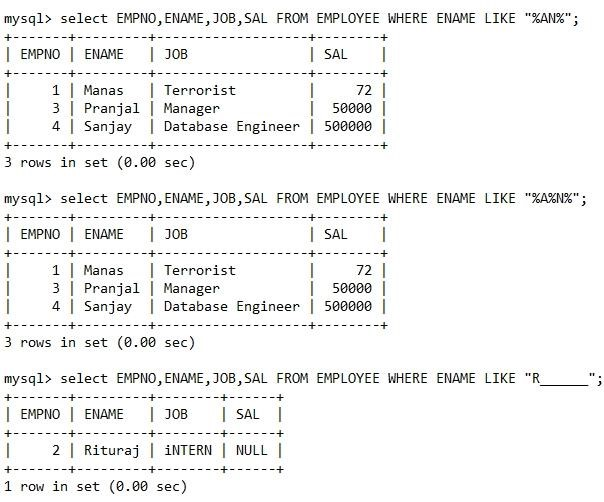 mysql> select EMPNO,ENAME,JOB,SAL FROM EMPLOYEE WHERE ENAME LIKE "%AN%";
+-------+---------+-------------------+--------+
| EMPNO | ENAME   | JOB               | SAL    |
+-------+---------+-------------------+--------+
|     1 | Manas   | Terrorist         |     72 |
|     3 | Pranjal | Manager           |  50000 |
|     4 | Sanjay  | Database Engineer | 500000 |
+-------+---------+-------------------+--------+
3 rows in set (0.00 sec)
mysql> select EMPNO,ENAME,JOB,SAL FROM EMPLOYEE WHERE ENAME LIKE "%A%N%";
+-------+---------+-------------------+--------+
| EMPNO | ENAME   | JOB               | SAL    |
+-------+---------+-------------------+--------+
|     1 | Manas   | Terrorist         |     72 |
|     3 | Pranjal | Manager           |  50000 |
|     4 | Sanjay  | Database Engineer | 500000 |
+-------+---------+-------------------+--------+
3 rows in set (0.00 sec)
mysql> select EMPNO,ENAME,JOB,SAL FROM EMPLOYEE WHERE ENAME LIKE "R______";
+-------+---------+--------+------+
| EMPNO | ENAME   | JOB    | SAL  |
+-------+---------+--------+------+
|     2 | Rituraj | iNTERN | NULL |
+-------+---------+--------+------+
1 row in set (0.00 sec)